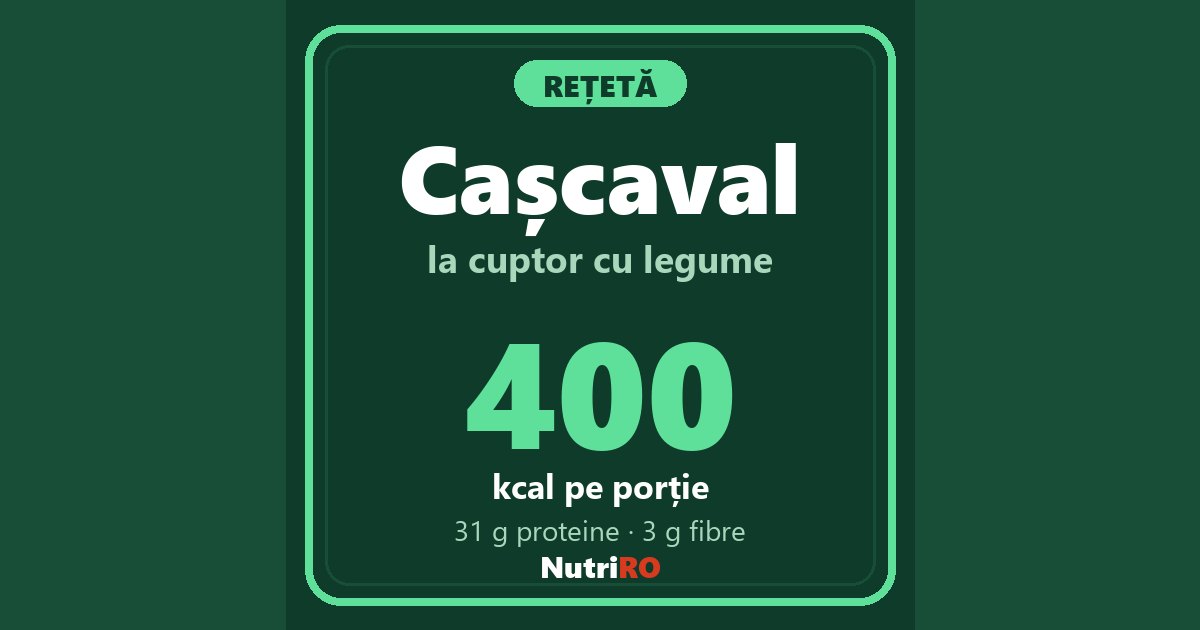 REȚETĂ
Cașcaval
la cuptor cu legume
400
kcal pe porție
31 g proteine · 3 g fibre
NutriRO